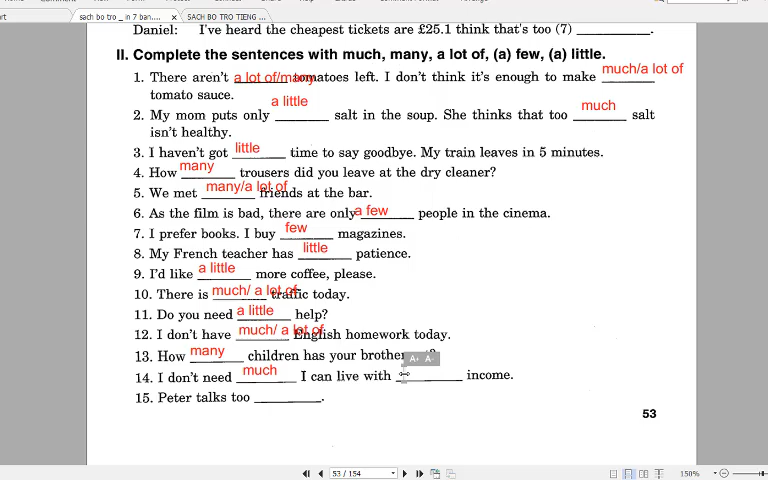 sach bo tro _ in 7 ban.... × SACH BO TRO TIENG ...
Daniel: I've heard the cheapest tickets are £25.1 think that's too (7) ____________.
II. Complete the sentences with much, many, a lot of, (a) few, (a) little.
1. There aren't a lot of/many tomatoes left. I don't think it's enough to make much/a lot of
tomato sauce.
2. My mom puts only a little salt in the soup. She thinks that too much salt
isn't healthy.
3. I haven't got little time to say goodbye. My train leaves in 5 minutes.
4. How many trousers did you leave at the dry cleaner?
5. We met many/a lot of friends at the bar.
6. As the film is bad, there are only a few people in the cinema.
7. I prefer books. I buy few magazines.
8. My French teacher has little patience.
9. I'd like a little more coffee, please.
10. There is much/ a lot of traffic today.
11. Do you need a little help?
12. I don't have much/ a lot of English homework today.
13. How many children has your brother
A+ A-
14. I don't need much I can live with ___________ income.
15. Peter talks too ___________.
53
53 / 154 150%